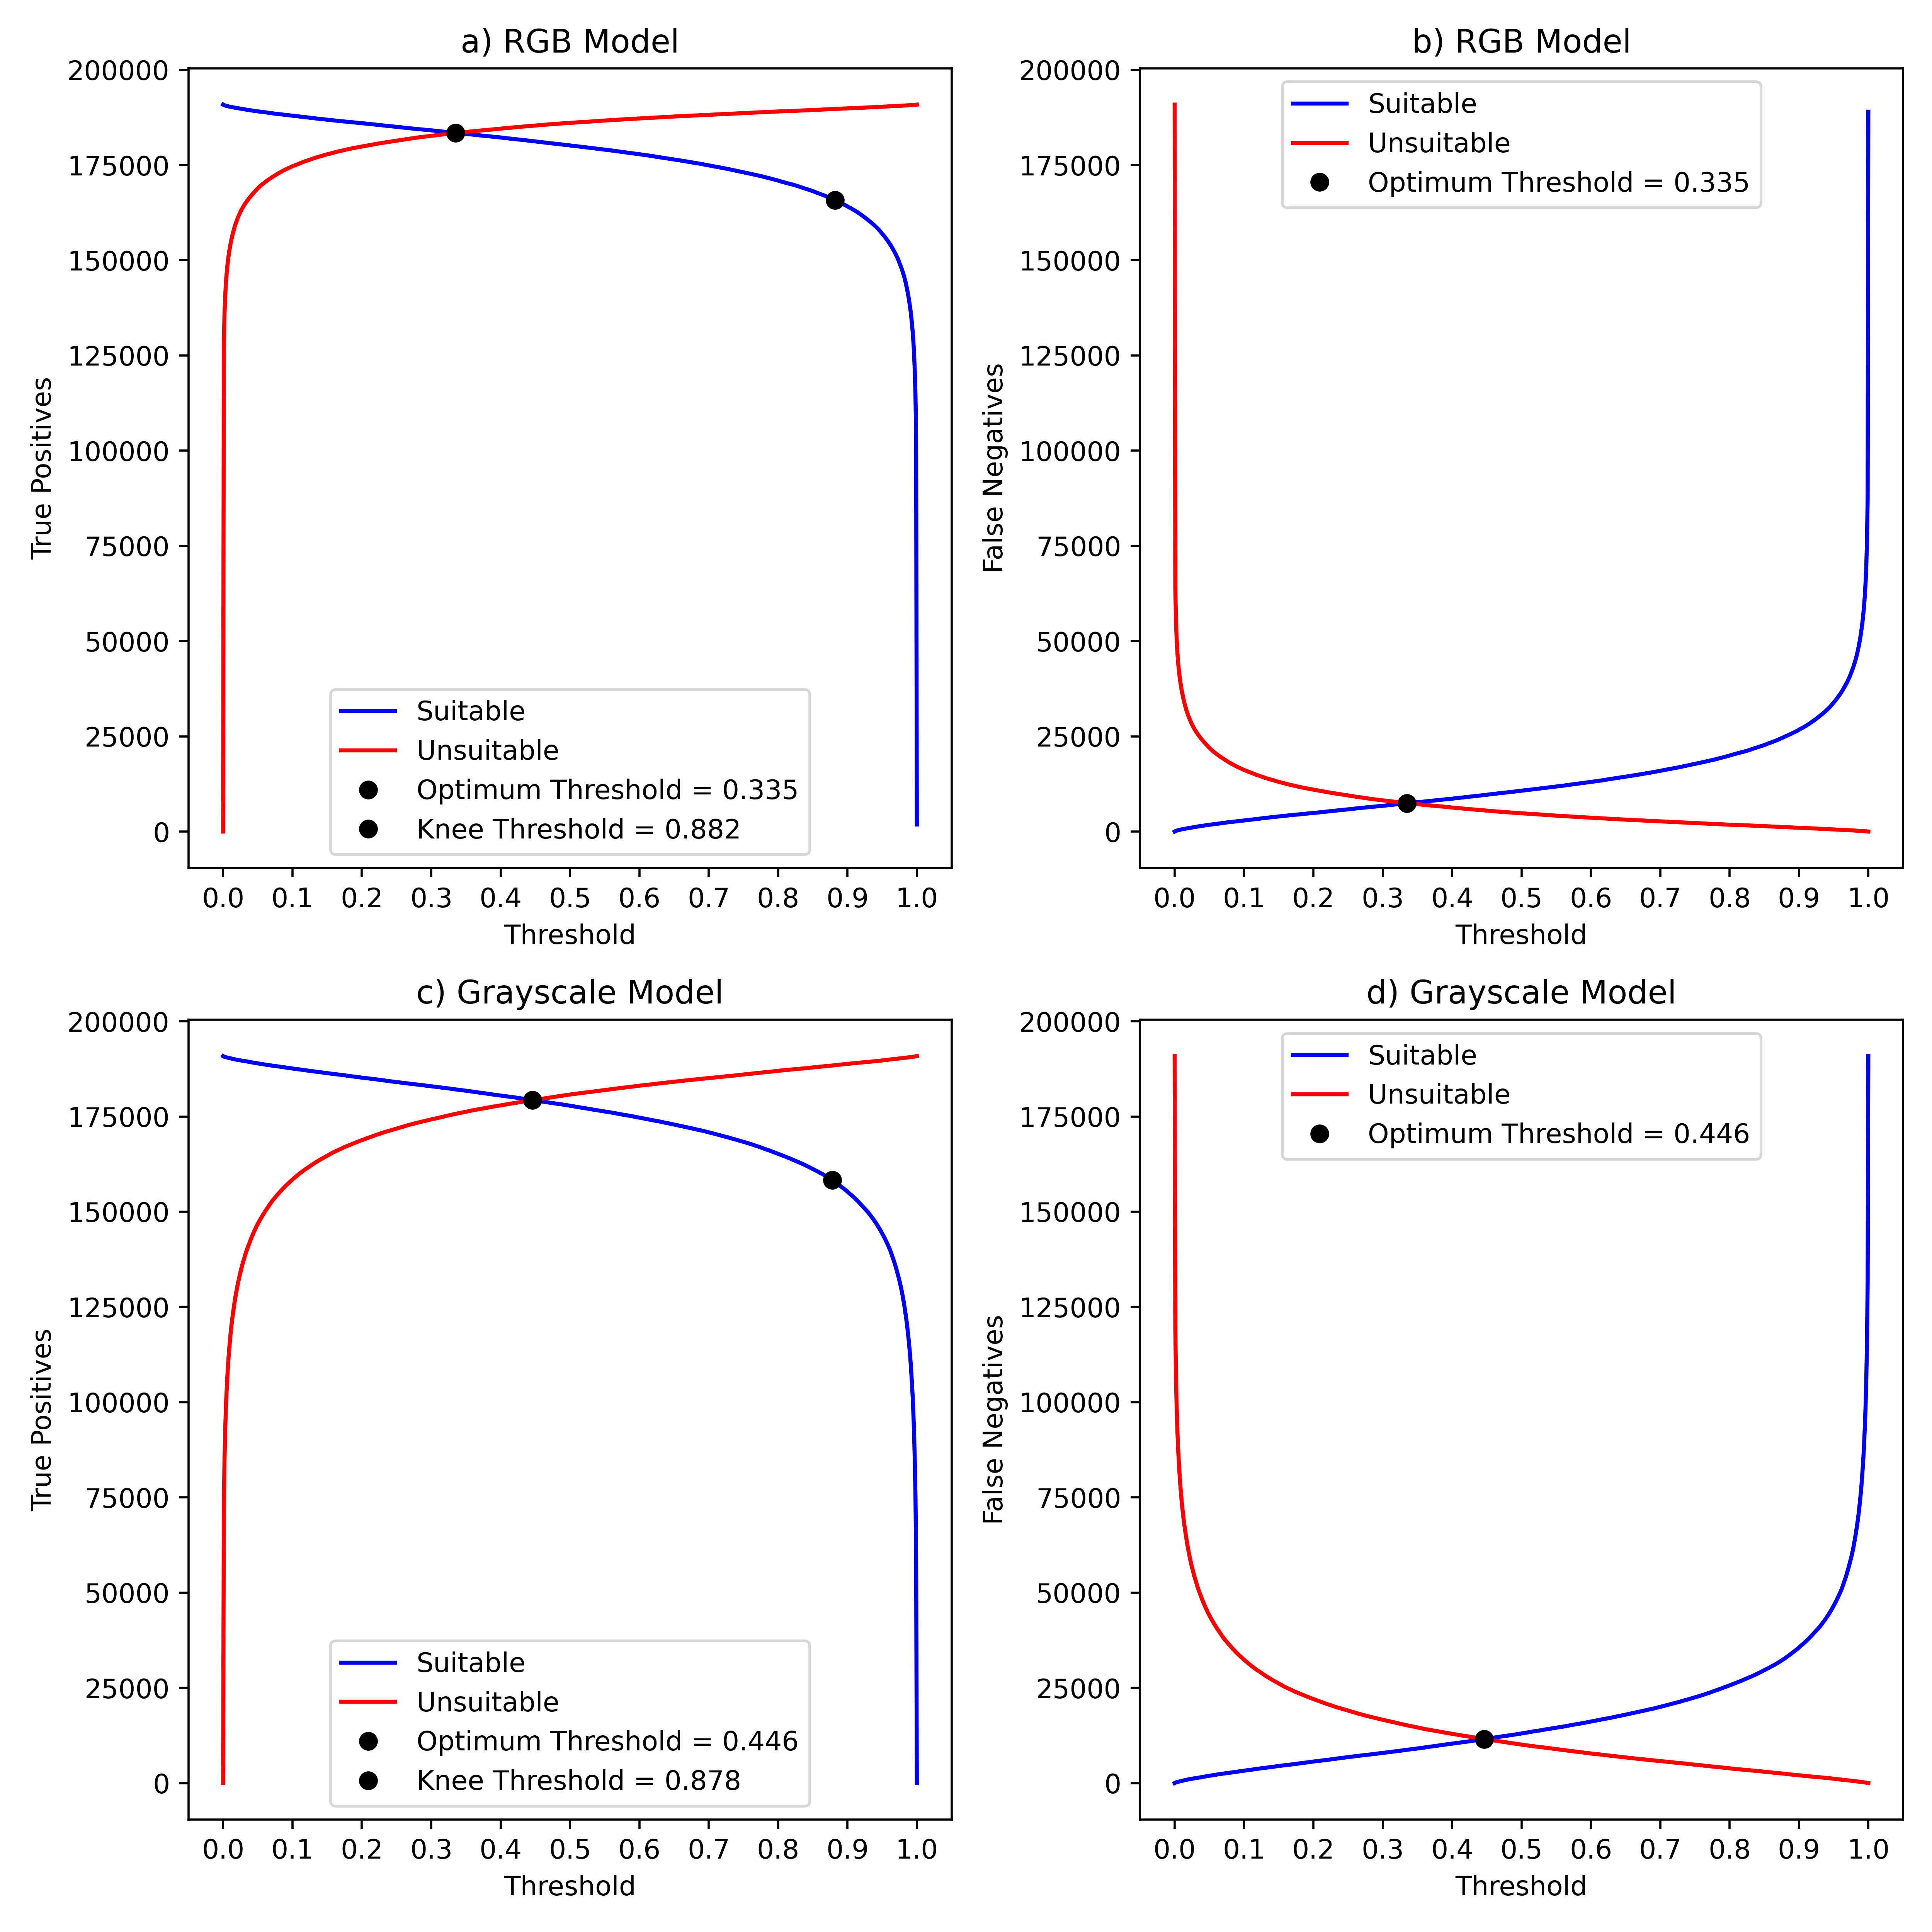 a) RGB Model
200000
175000
150000
125000
100000
75000
50000
25000
0
True Positives
Suitable
Unsuitable
Optimum Threshold = 0.335
Knee Threshold = 0.882
0.0 0.1 0.2 0.3 0.4 0.5 0.6 0.7 0.8 0.9 1.0
Threshold
b) RGB Model
200000
175000
150000
125000
100000
75000
50000
25000
0
False Negatives
Suitable
Unsuitable
Optimum Threshold = 0.335
0.0 0.1 0.2 0.3 0.4 0.5 0.6 0.7 0.8 0.9 1.0
Threshold
c) Grayscale Model
200000
175000
150000
125000
100000
75000
50000
25000
0
True Positives
Suitable
Unsuitable
Optimum Threshold = 0.446
Knee Threshold = 0.878
0.0 0.1 0.2 0.3 0.4 0.5 0.6 0.7 0.8 0.9 1.0
Threshold
d) Grayscale Model
200000
175000
150000
125000
100000
75000
50000
25000
0
False Negatives
Suitable
Unsuitable
Optimum Threshold = 0.446
0.0 0.1 0.2 0.3 0.4 0.5 0.6 0.7 0.8 0.9 1.0
Threshold